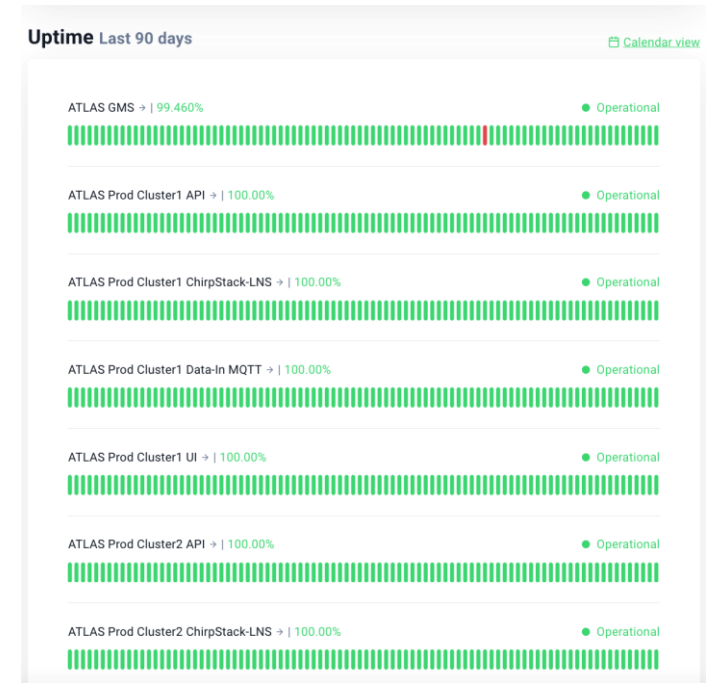 Uptime Last 90 days
Calendar view
ATLAS GMS → | 99.460%
Operational
ATLAS Prod Cluster1 API → | 100.00%
Operational
ATLAS Prod Cluster1 ChirpStack-LNS → | 100.00%
Operational
ATLAS Prod Cluster1 Data-In MQTT → | 100.00%
Operational
ATLAS Prod Cluster1 UI → | 100.00%
Operational
ATLAS Prod Cluster2 API → | 100.00%
Operational
ATLAS Prod Cluster2 ChirpStack-LNS → | 100.00%
Operational